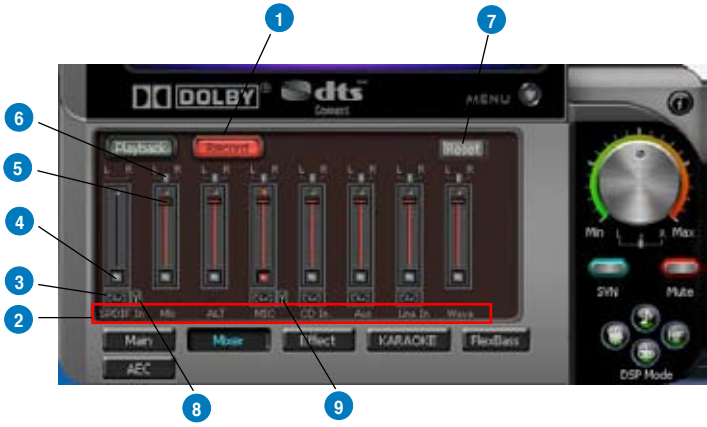 1
7
DOLBY
dts
Connect
MENU
6
Playback
Record
Reset
L R L R L R L R L R L R L R L R
5
4
3
2
SPDIF In Mix ALT MIC CD In Aux Line In Wave
Min L R Max
SVN Mute
Main Mixer Effect KARAOKE FlexBass
AEC
DSP Mode
8
9